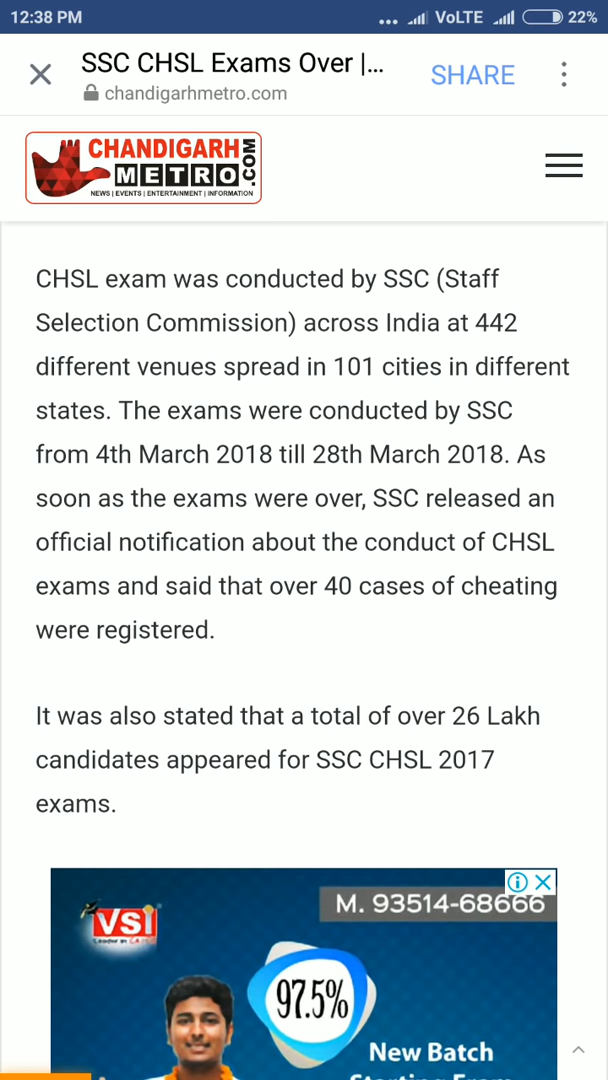 12:38 PM ... VoLTE 22%
SSC CHSL Exams Over |...
SHARE
chandigarhmetro.com
CHANDIGARH
METRO
.COM
NEWS | EVENTS | ENTERTAINMENT | INFORMATION
CHSL exam was conducted by SSC (Staff
Selection Commission) across India at 442
different venues spread in 101 cities in different
states. The exams were conducted by SSC
from 4th March 2018 till 28th March 2018. As
soon as the exams were over, SSC released an
official notification about the conduct of CHSL
exams and said that over 40 cases of cheating
were registered.
It was also stated that a total of over 26 Lakh
candidates appeared for SSC CHSL 2017
exams.
M. 93514-68666
VSI
Leader in
97.5%
New Batch
Starting From